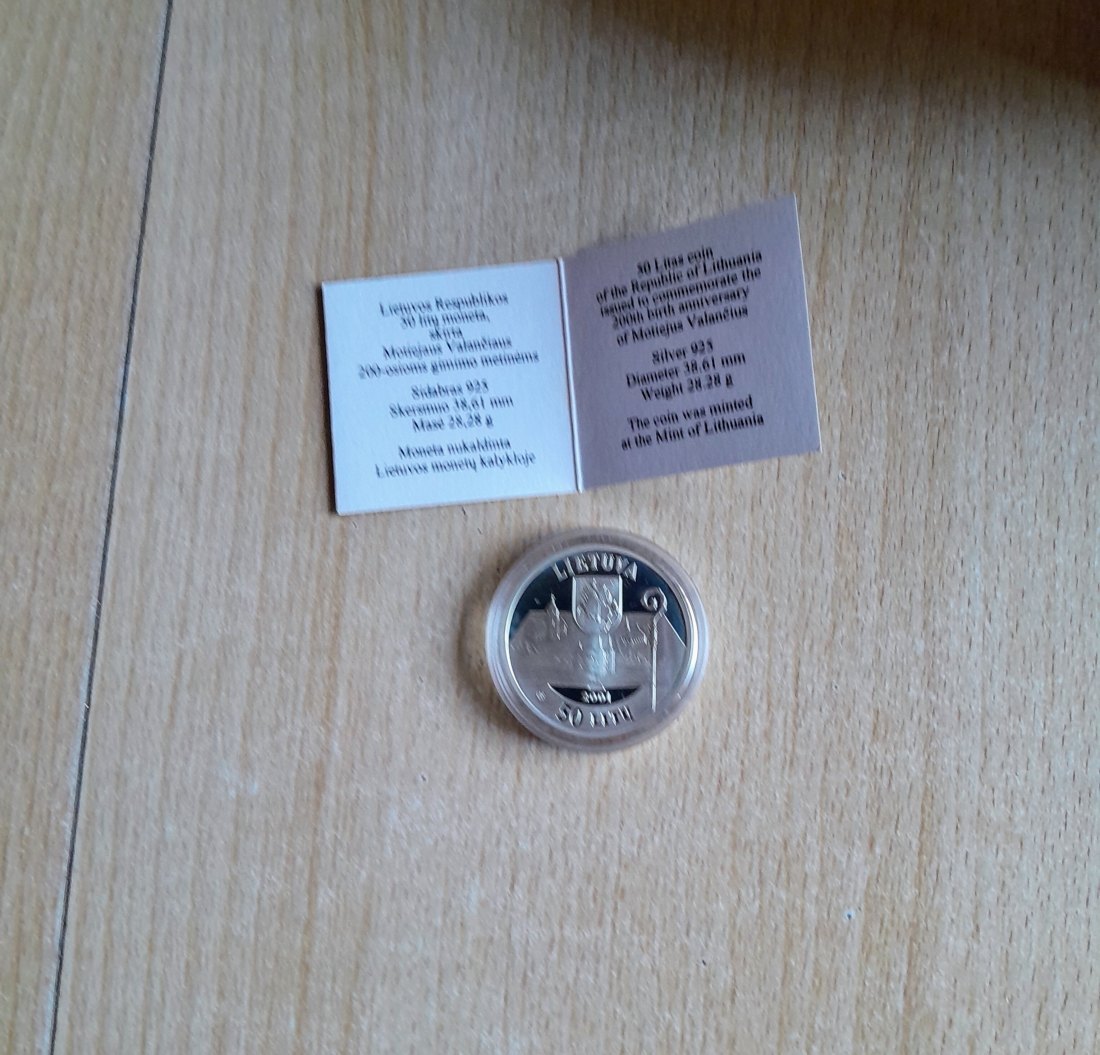 Lietuvos Respublikos
50 litų moneta,
skirta
Motiejaus Valančiaus
200-osioms gimimo metinėms
Sidabras 925
Skersmuo 38,61 mm
Masė 28,28 g
Moneta nukaldinta
Lietuvos monetų kalykloje
50 Litas coin
of the Republic of Lithuania
issued to commemorate the
200th birth anniversary
of Motiejus Valančius
Silver 925
Diameter 38.61 mm
Weight 28.28 g
The coin was minted
at the Mint of Lithuania
LIETUVA
2001
50 LITŲ